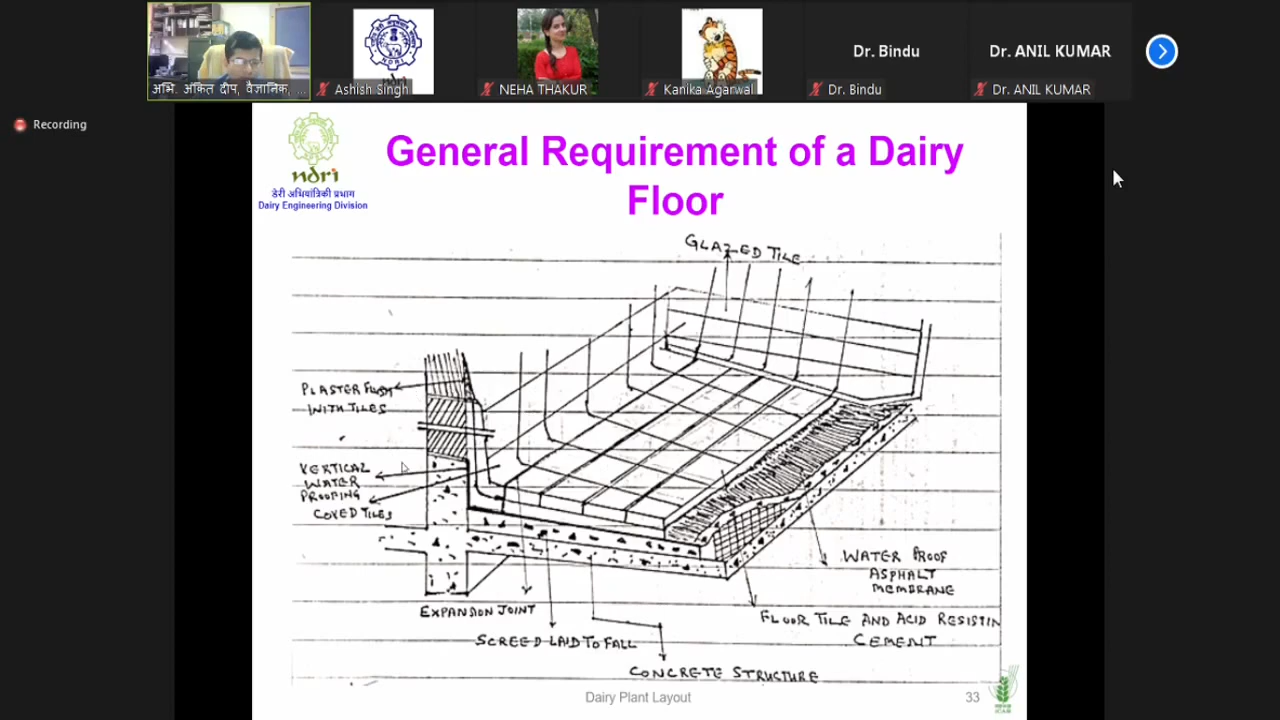 Dr. Bindu
Dr. ANIL KUMAR
अभि. अंकित दीप, वैज्ञानिक, ...
Ashish Singh
NEHA THAKUR
Kanika Agarwal
Dr. Bindu
Dr. ANIL KUMAR
Recording
ndri
डेरी अभियांत्रिकी प्रभाग
Dairy Engineering Division
General Requirement of a Dairy
Floor
GLAZED TILE
PLASTER FLUSH
WITH TILES
VERTICAL
WATER
PROOFING
COVED TILES
WATER PROOF
ASPHALT
MEMBRANE
EXPANSION JOINT
FLOOR TILE AND ACID RESISTIN
CEMENT
SCREED LAID TO FALL
CONCRETE STRUCTURE
Dairy Plant Layout
33